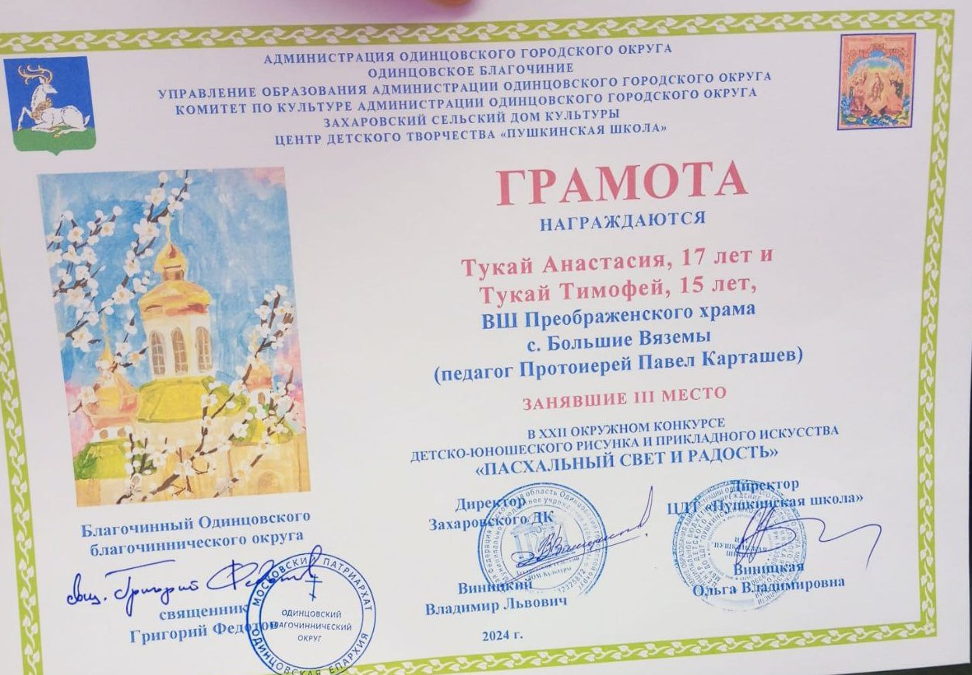 АДМИНИСТРАЦИЯ ОДИНЦОВСКОГО ГОРОДСКОГО ОКРУГА
ОДИНЦОВСКОЕ БЛАГОЧИНИЕ
УПРАВЛЕНИЕ ОБРАЗОВАНИЯ АДМИНИСТРАЦИИ ОДИНЦОВСКОГО ГОРОДСКОГО ОКРУГА
КОМИТЕТ ПО КУЛЬТУРЕ АДМИНИСТРАЦИИ ОДИНЦОВСКОГО ГОРОДСКОГО ОКРУГА
ЗАХАРОВСКИЙ СЕЛЬСКИЙ ДОМ КУЛЬТУРЫ
ЦЕНТР ДЕТСКОГО ТВОРЧЕСТВА «ПУШКИНСКАЯ ШКОЛА»
ГРАМОТА
НАГРАЖДАЮТСЯ
Тукай Анастасия, 17 лет и
Тукай Тимофей, 15 лет,
ВШ Преображенского храма
с. Большие Вяземы
(педагог Протоиерей Павел Карташев)
ЗАНЯВШИЕ III МЕСТО
В XXII ОКРУЖНОМ КОНКУРСЕ
ДЕТСКО-ЮНОШЕСКОГО РИСУНКА И ПРИКЛАДНОГО ИСКУССТВА
«ПАСХАЛЬНЫЙ СВЕТ И РАДОСТЬ»
Благочинный Одинцовского
благочиннического округа
свящ. Григорий Федотов
священник
Григорий Федотов
МОСКОВСКИЙ ПАТРИАРХАТ
ОДИНЦОВСКИЙ
БЛАГОЧИННИЧЕСКИЙ
ОКРУГ
ОДИНЦОВСКАЯ ЕПАРХИЯ
Директор
Захаровского ДК
Виницкий
Владимир Львович
Директор
ЦДТ «Пушкинская школа»
Виницкая
Ольга Владимировна
2024 г.